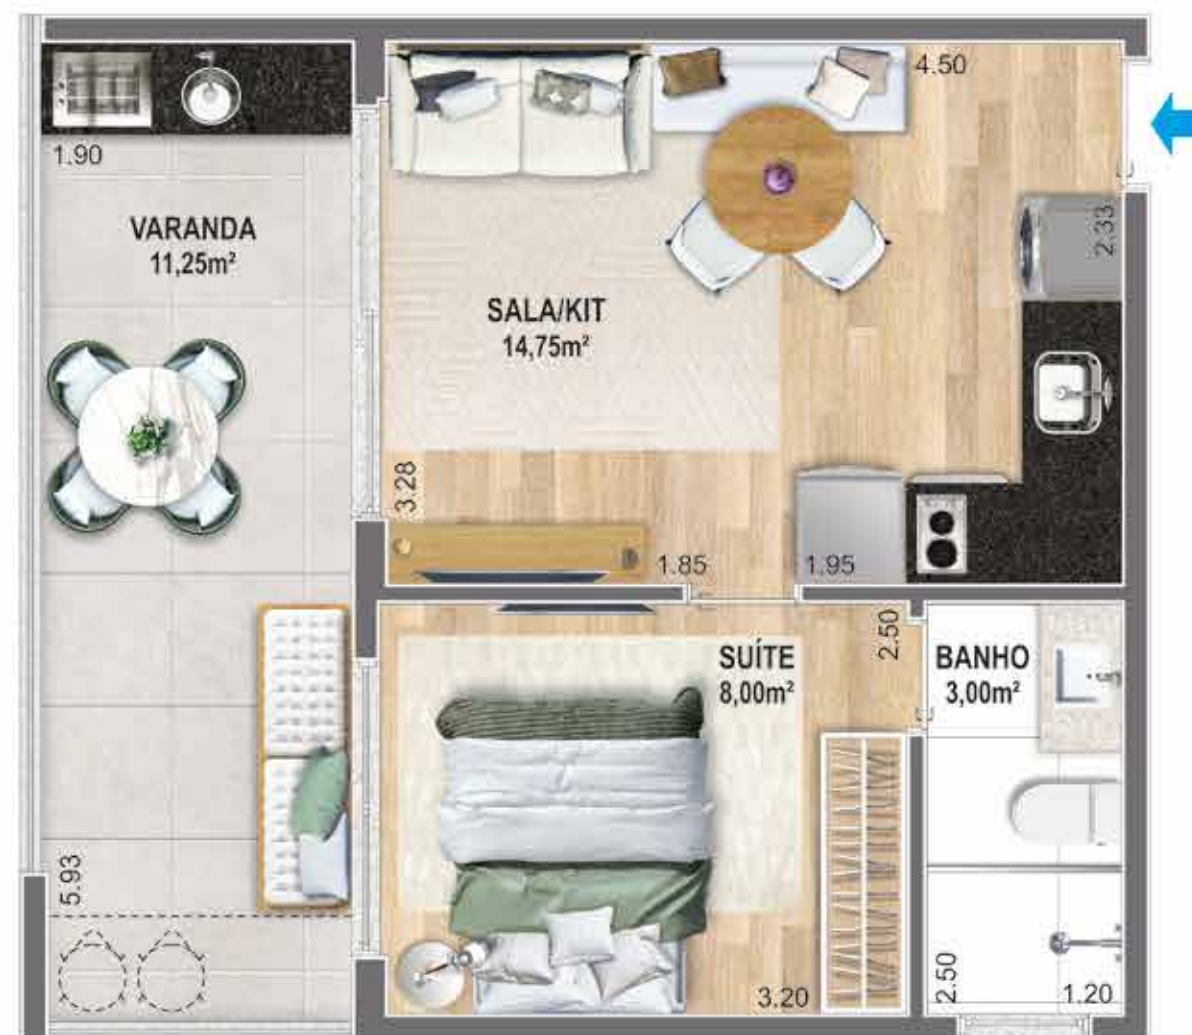 4.50
1.90
VARANDA
11,25m²
2.33
SALA/KIT
14,75m²
3.28
1.85
1.95
SUÍTE
8,00m²
2.50
BANHO
3,00m²
5.93
3.20
2.50
1.20